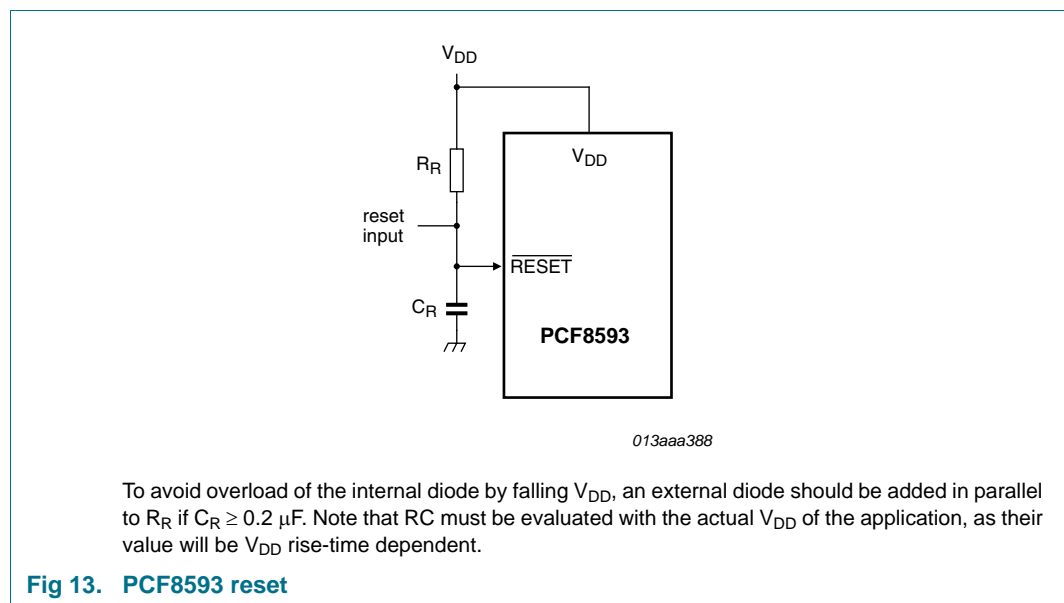 VDD
VDD
RR
reset
input
RESET
CR
PCF8593
013aaa388
To avoid overload of the internal diode by falling VDD, an external diode should be added in parallel
to RR if CR ≥ 0.2 μF. Note that RC must be evaluated with the actual VDD of the application, as their
value will be VDD rise-time dependent.
Fig 13. PCF8593 reset